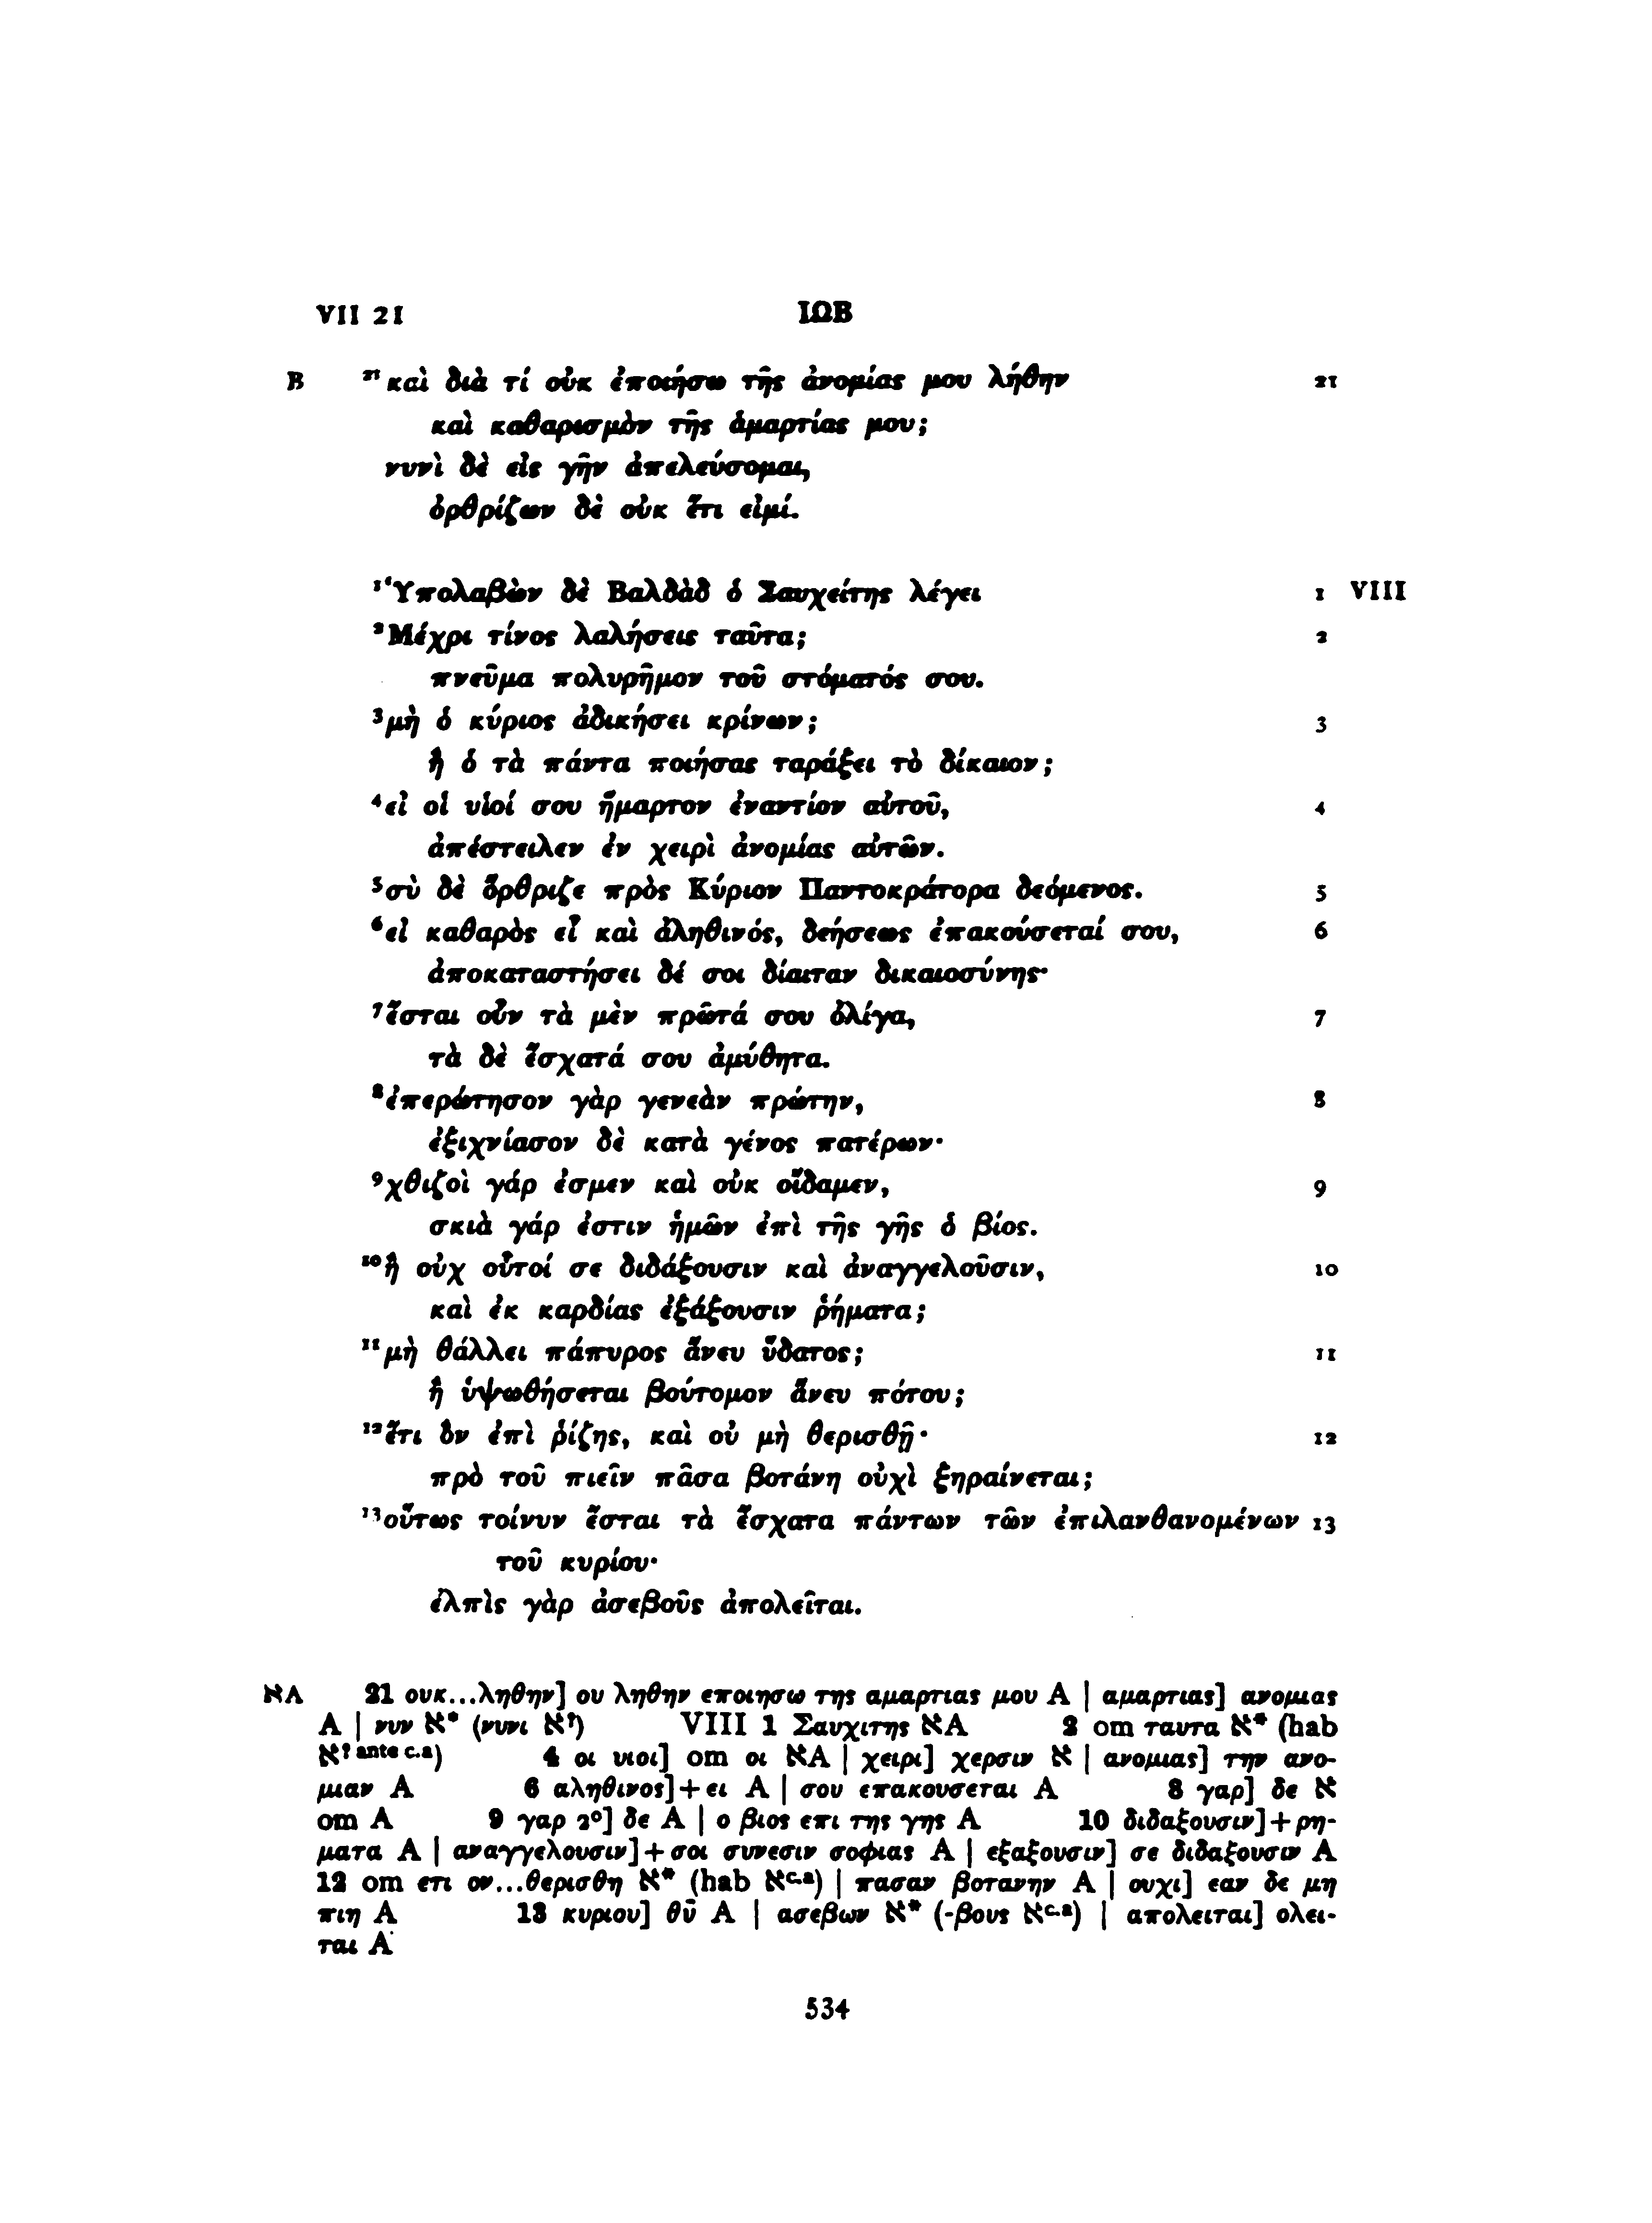 VII 21 ΙΩΒ
B ²¹καὶ διὰ τί οὐκ ἐποιήσω τῆς ἀνομίας μου λήθην 21
καὶ καθαρισμὸν τῆς ἁμαρτίας μου;
νυνὶ δὲ εἰς γῆν ἀπελεύσομαι,
ὀρθρίζων δὲ οὐκ ἔτι εἰμί.
¹Ὑπολαβὼν δὲ Βαλδὰδ ὁ Σαυχείτης λέγει 1 VIII
²Μέχρι τίνος λαλήσεις ταῦτα; 2
πνεῦμα πολυρῆμον τοῦ στόματός σου.
³μὴ ὁ κύριος ἀδικήσει κρίνων; 3
ἢ ὁ τὰ πάντα ποιήσας ταράξει τὸ δίκαιον;
⁴εἰ οἱ υἱοί σου ἥμαρτον ἐναντίον αὐτοῦ, 4
ἀπέστειλεν ἐν χειρὶ ἀνομίας αὐτῶν.
⁵σὺ δὲ ὄρθριζε πρὸς Κύριον Παντοκράτορα δεόμενος. 5
⁶εἰ καθαρὸς εἶ καὶ ἀληθινός, δεήσεως ἐπακούσεταί σου, 6
ἀποκαταστήσει δέ σοι δίαιταν δικαιοσύνης·
⁷ἔσται οὖν τὰ μὲν πρῶτά σου ὀλίγα, 7
τὰ δὲ ἔσχατά σου ἀμύθητα.
⁸ἐπερώτησον γὰρ γενεὰν πρώτην, 8
ἐξιχνίασον δὲ κατὰ γένος πατέρων·
⁹χθιζοὶ γάρ ἐσμεν καὶ οὐκ οἴδαμεν, 9
σκιὰ γάρ ἐστιν ἡμῶν ἐπὶ τῆς γῆς ὁ βίος.
¹⁰ἢ οὐχ οὗτοί σε διδάξουσιν καὶ ἀναγγελοῦσιν, 10
καὶ ἐκ καρδίας ἐξάξουσιν ῥήματα;
¹¹μὴ θάλλει πάπυρος ἄνευ ὕδατος; 11
ἢ ὑψωθήσεται βούτομον ἄνευ πότου;
¹²ἔτι ὂν ἐπὶ ῥίζης, καὶ οὐ μὴ θερισθῇ· 12
πρὸ τοῦ πιεῖν πᾶσα βοτάνη οὐχὶ ξηραίνεται;
¹³οὕτως τοίνυν ἔσται τὰ ἔσχατα πάντων τῶν ἐπιλανθανομένων 13
τοῦ κυρίου·
ἐλπὶς γὰρ ἀσεβοῦς ἀπολεῖται.
אA 21 ουκ...ληθην] ου ληθην εποιησω της αμαρτιας μου A | αμαρτιας] ανομιας
A | νυν א* (νυνι א?) VIII 1 Σαυχιτης אA 2 om ταυτα א* (hab
א? ante c.a) 4 οι υιοι] om οι אA | χειρι] χερσιν א | ανομιας] την ανο-
μιαν A 6 αληθινος]+ει A | σου επακουσεται A 8 γαρ] δε א
om A 9 γαρ 2°] δε A | ο βιος επι της γης A 10 διδαξουσιν]+ρη-
ματα A | αναγγελουσιν]+σοι συνεσιν σοφιας A | εξαξουσιν] σε διδαξουσιν A
12 om ετι ον...θερισθη א* (hab אc.a) | πασαν βοτανην A | ουχι] εαν δε μη
πιη A 13 κυριου] θῡ A | ασεβων א* (-βους אc.a) | απολειται] ολει-
ται A
534